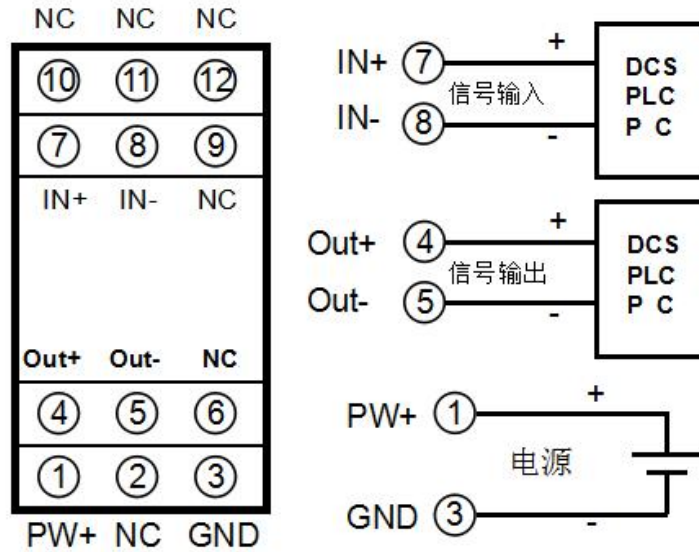 NC NC NC
⑩ ⑪ ⑫
⑦ ⑧ ⑨
IN+ IN- NC
Out+ Out- NC
④ ⑤ ⑥
① ② ③
PW+ NC GND
IN+ ⑦ +
信号输入
IN- ⑧ -
DCS
PLC
P C
Out+ ④ +
信号输出
Out- ⑤ -
DCS
PLC
P C
PW+ ① +
电源
GND ③ -